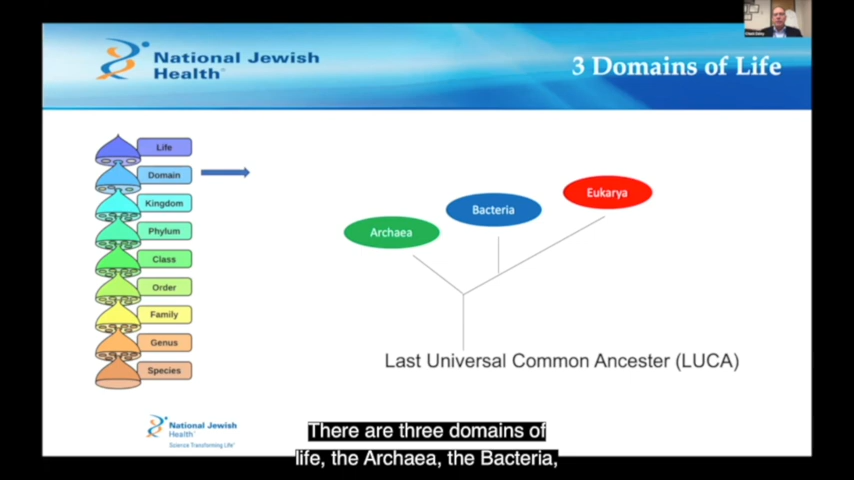 National Jewish
Health®
3 Domains of Life
Life
Domain
Kingdom
Phylum
Class
Order
Family
Genus
Species
Archaea
Bacteria
Eukarya
Last Universal Common Ancester (LUCA)
National Jewish
Health®
Science Transforming Life®
There are three domains of
life, the Archaea, the Bacteria,